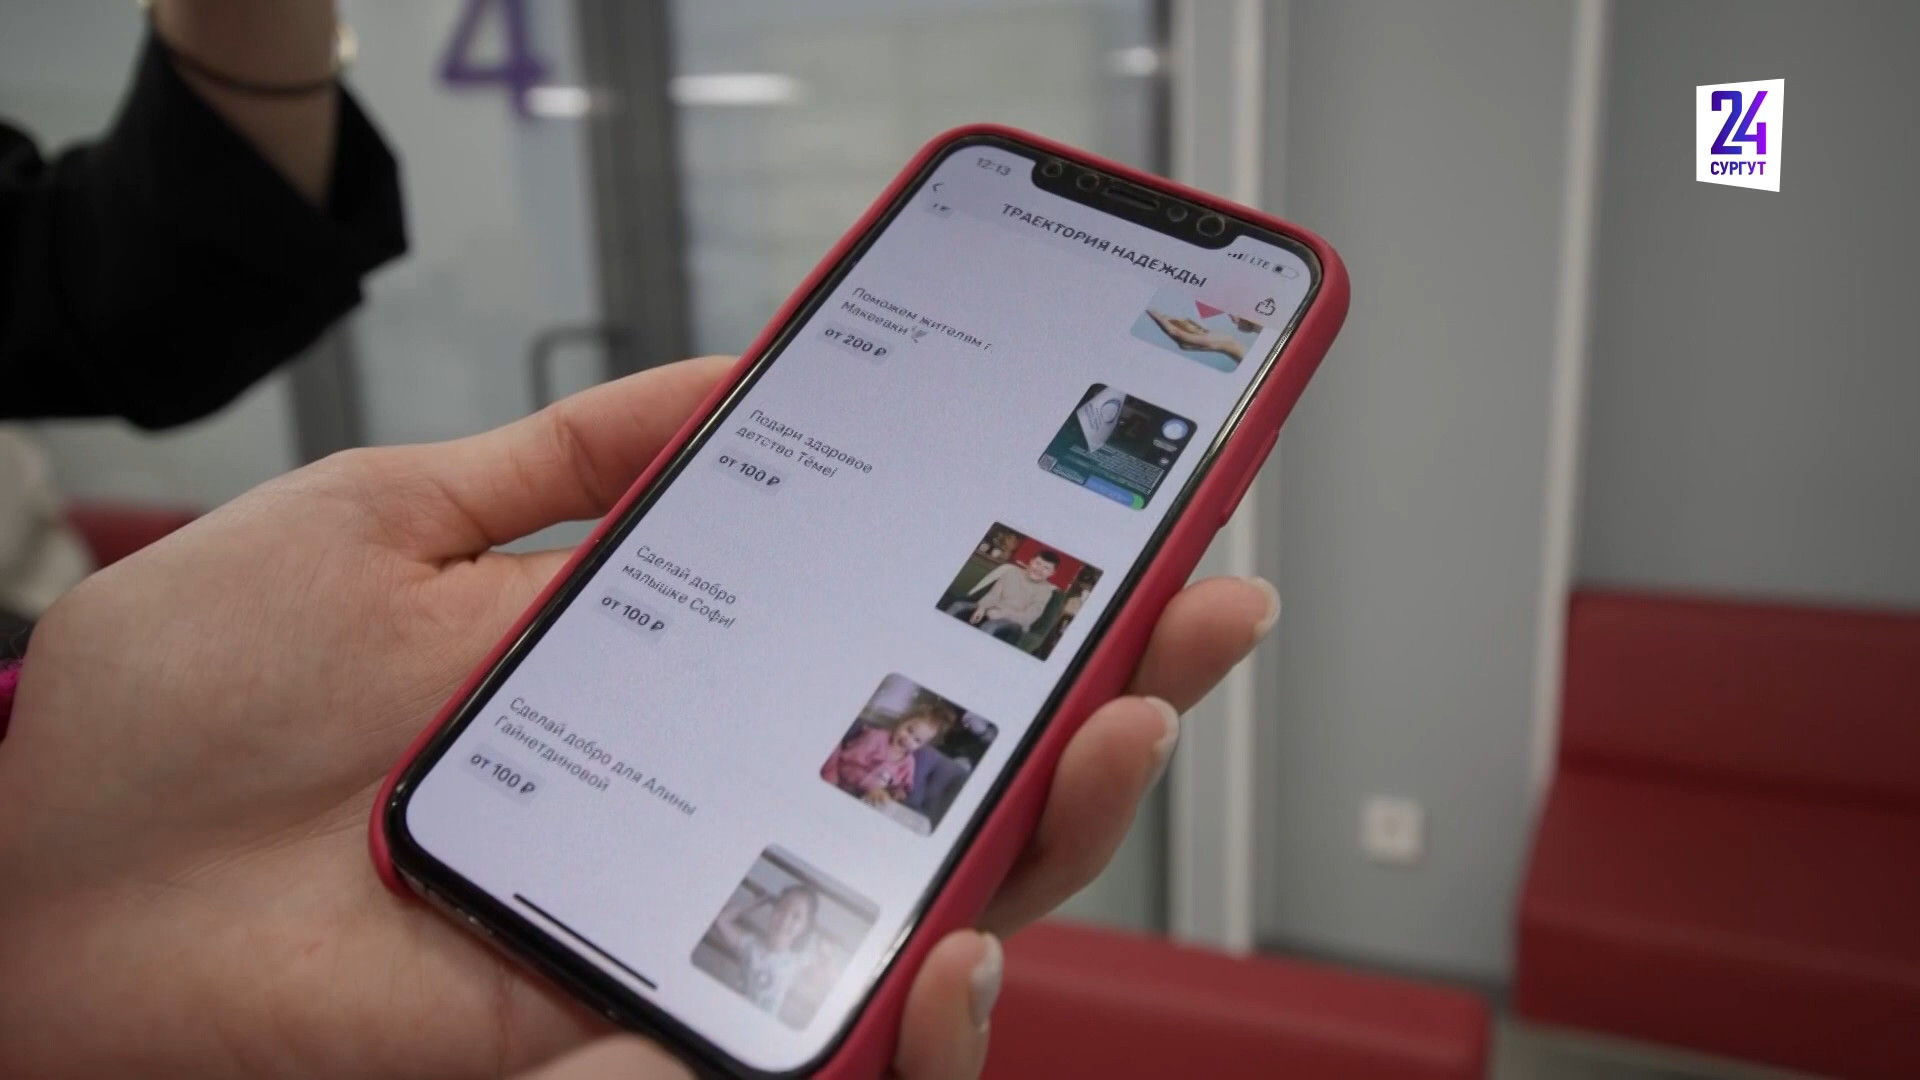 24
СУРГУТ
4
12:13
LTE
ТРАЕКТОРИЯ НАДЕЖДЫ
Поможем жителям г.
Макеевки
от 200 ₽
Подари здоровое
детство Тёме!
от 100 ₽
Сделай добро
малышке Софи!
от 100 ₽
Сделай добро для Алины
Гайнетдиновой
от 100 ₽